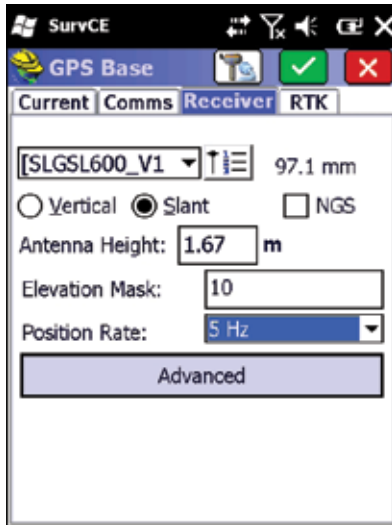 SurvCE
GPS Base
Current Comms Receiver RTK
[SLGSL600_V1 97.1 mm
Vertical Slant NGS
Antenna Height: 1.67 m
Elevation Mask: 10
Position Rate: 5 Hz
Advanced